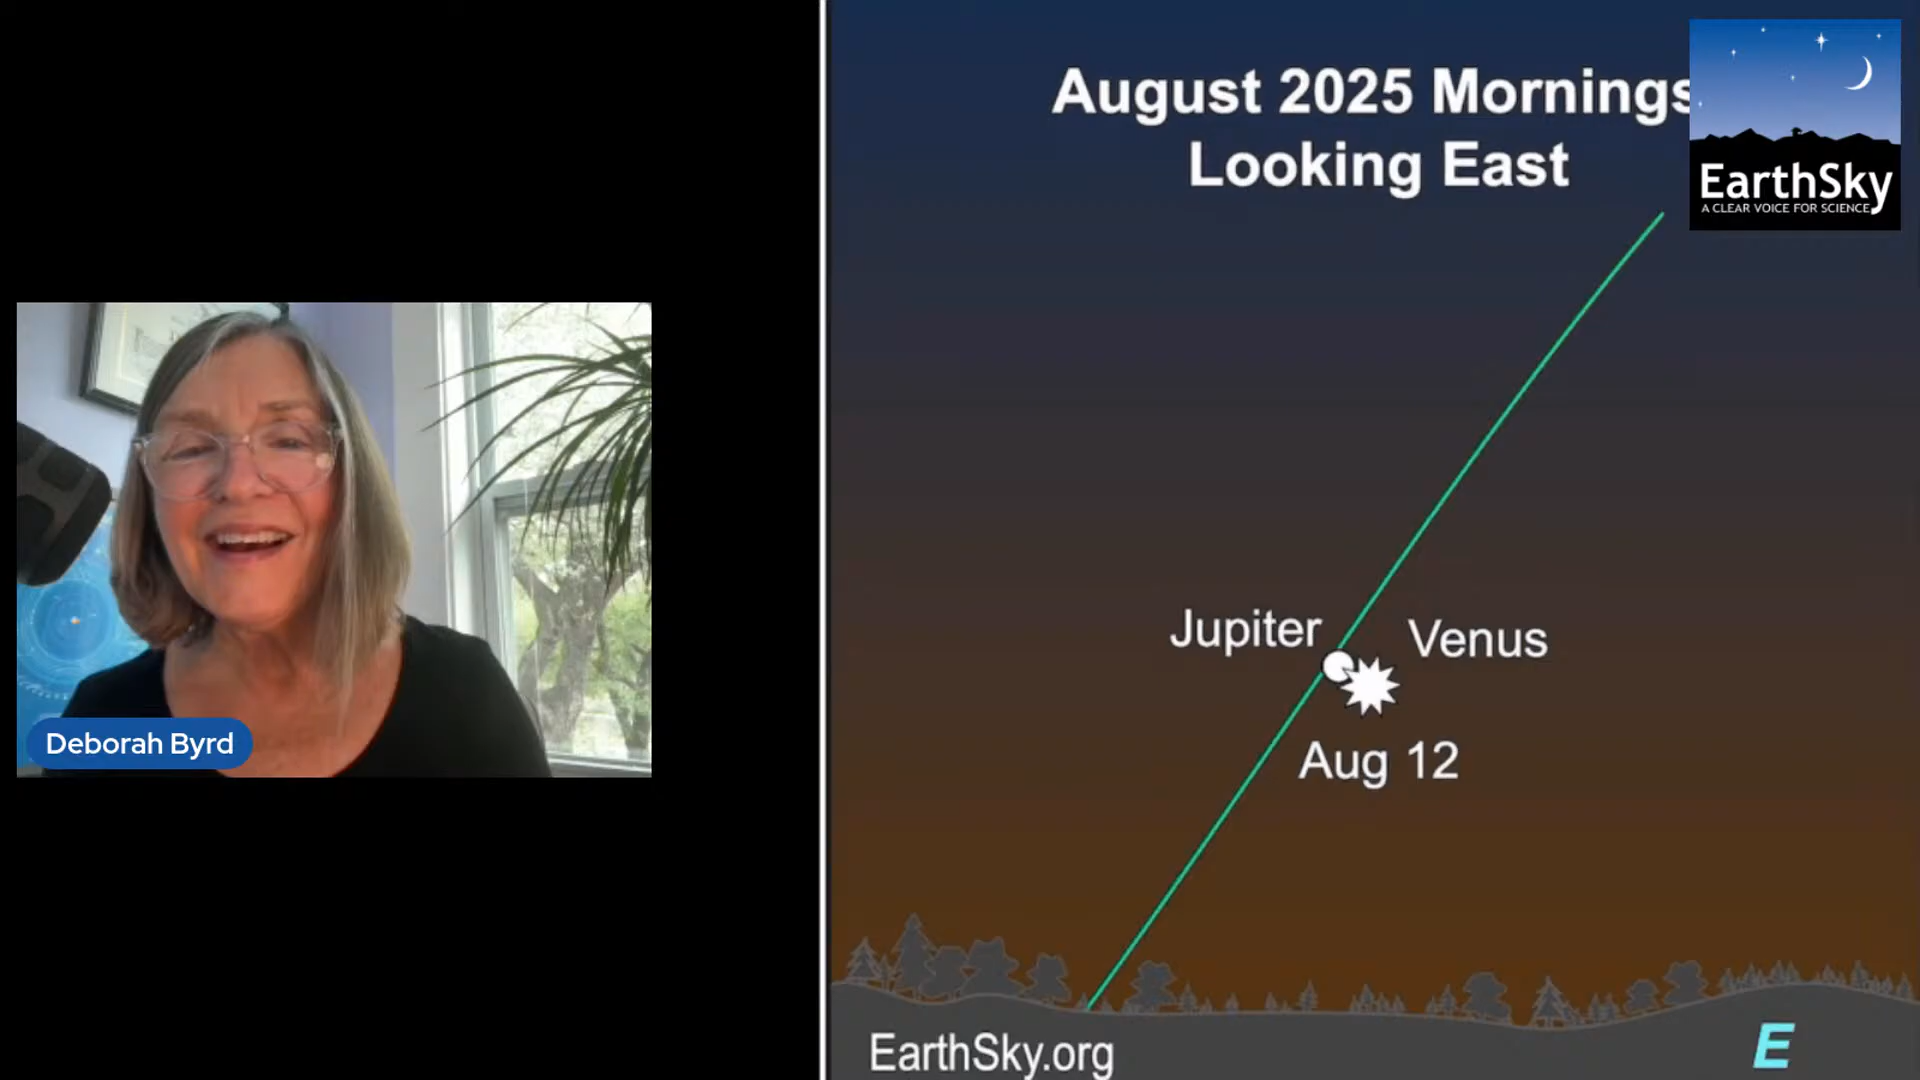 August 2025 Mornings
Looking East
EarthSky
A CLEAR VOICE FOR SCIENCE
Jupiter
Venus
Aug 12
Deborah Byrd
EarthSky.org
E